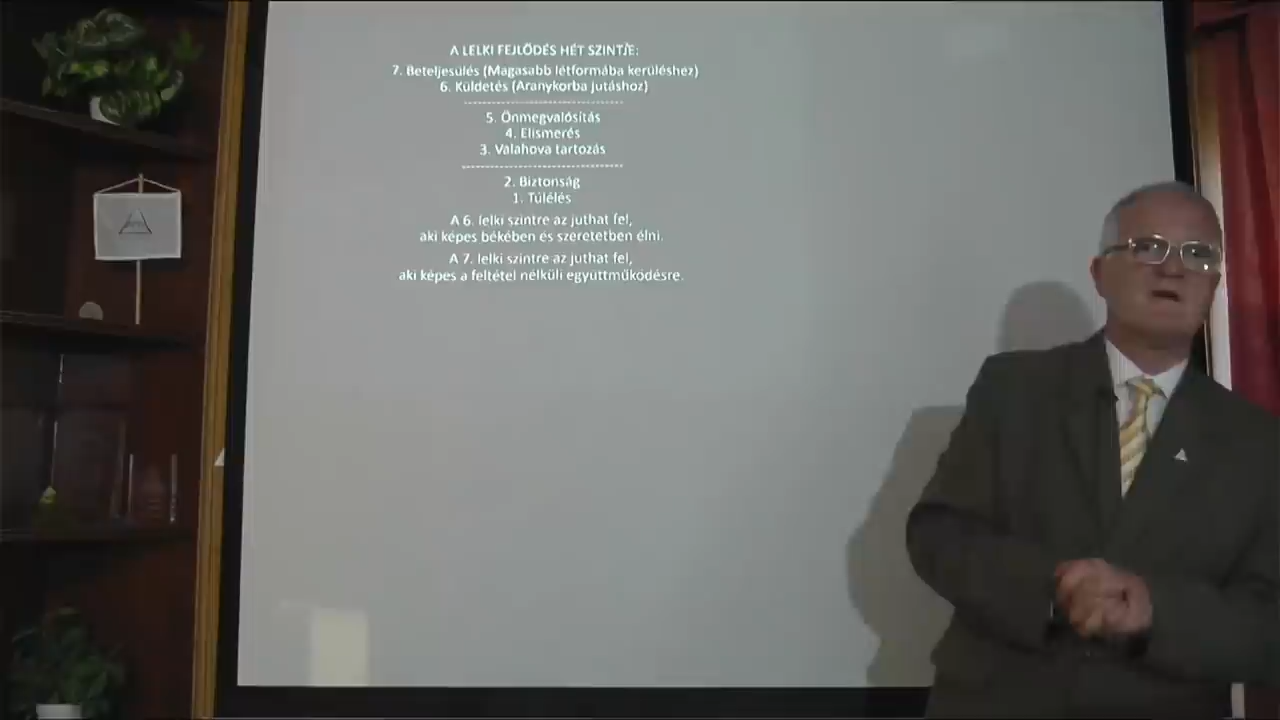 A LELKI FEJLŐDÉS HÉT SZINTJE:
7. Beteljesülés (Magasabb létformába kerüléshez)
6. Küldetés (Aranykorba jutáshoz)
--------------------------------
5. Önmegvalósítás
4. Elismerés
3. Valahova tartozás
--------------------------------
2. Biztonság
1. Túlélés
A 6. lelki szintre az juthat fel,
aki képes békében és szeretetben élni.
A 7. lelki szintre az juthat fel,
aki képes a feltétel nélküli együttműködésre.